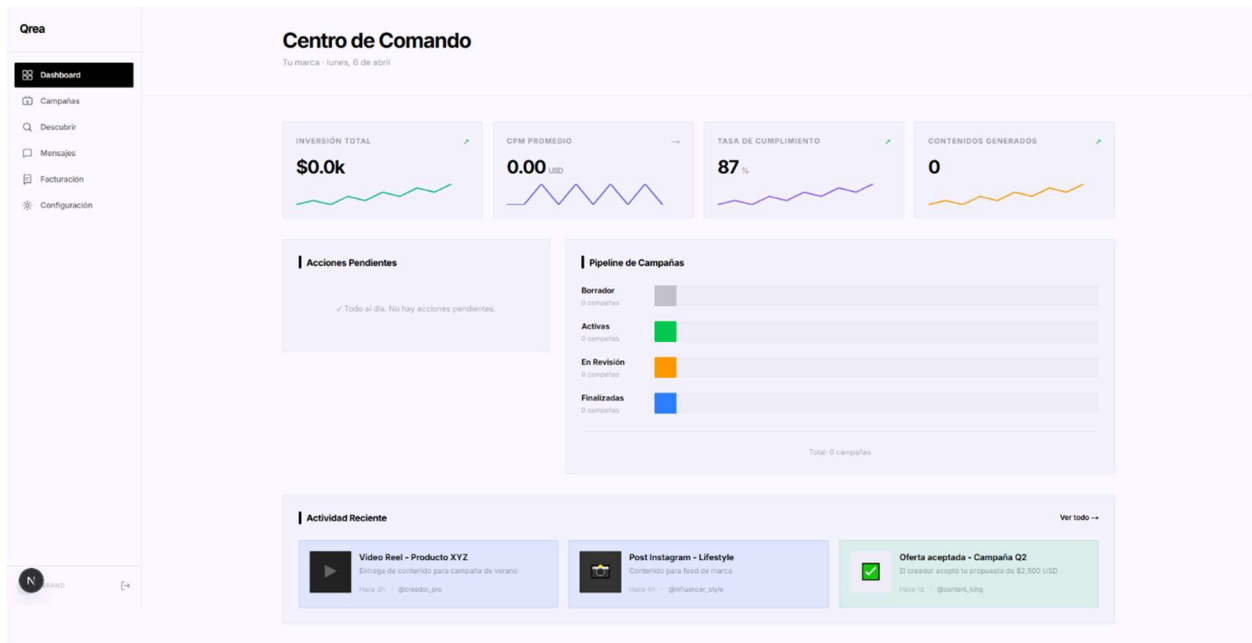 Qrea
Dashboard
Campañas
Descubrir
Mensajes
Facturación
Configuración
N
BRAND
Centro de Comando
Tu marca · lunes, 6 de abril
INVERSIÓN TOTAL ↗
$0.0k
CPM PROMEDIO →
0.00 USD
TASA DE CUMPLIMIENTO ↗
87 %
CONTENIDOS GENERADOS ↗
0
Acciones Pendientes
✓ Todo al día. No hay acciones pendientes.
Pipeline de Campañas
Borrador
0 campañas
Activas
0 campañas
En Revisión
0 campañas
Finalizadas
0 campañas
Total: 0 campañas
Actividad Reciente
Ver todo →
Video Reel - Producto XYZ
Entrega de contenido para campaña de verano
Hace 2h · @creador_pro
Post Instagram - Lifestyle
Contenido para feed de marca
Hace 4h · @influencer_style
Oferta aceptada - Campaña Q2
El creador aceptó tu propuesta de $2,500 USD
Hace 1d · @content_king